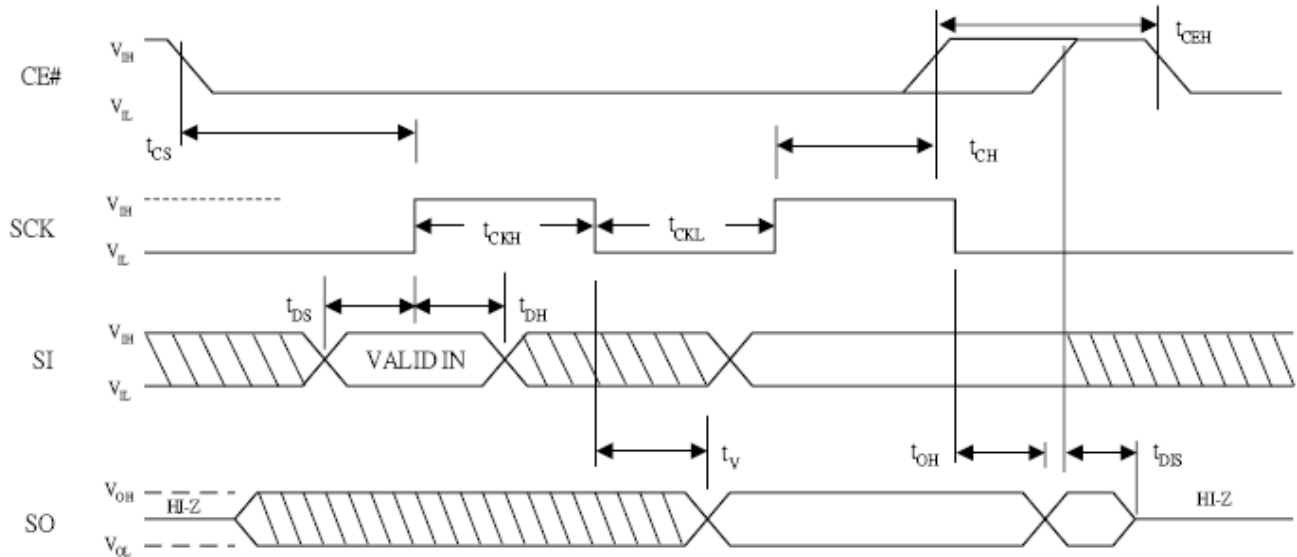 V_IH
t_CEH
CE#
V_IL
t_CS
t_CH
V_IH
SCK
t_CKH
t_CKL
V_IL
t_DS
t_DH
V_IH
SI
VALID IN
V_IL
t_V
t_OH
t_DIS
V_OH
HI-Z
HI-Z
SO
V_OL